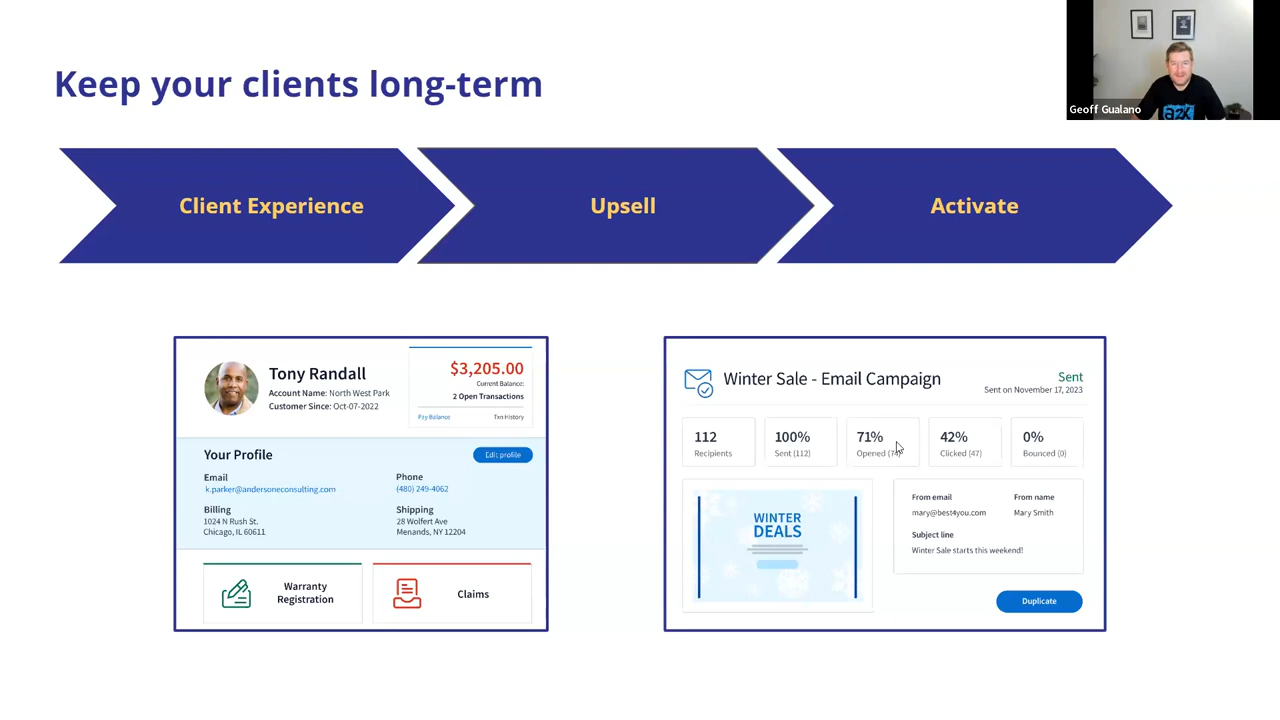 Keep your clients long-term
Geoff Gualano
a2k
Client Experience
Upsell
Activate
Tony Randall
Account Name: North West Park
Customer Since: Oct-07-2022
$3,205.00
Current Balance:
2 Open Transactions
Pay Balance
Txn History
Your Profile
Edit profile
Email
k.parker@andersoneconsulting.com
Phone
(480) 249-4062
Billing
1024 N Rush St.
Chicago, IL 60611
Shipping
28 Wolfert Ave
Menands, NY 12204
Warranty
Registration
Claims
Winter Sale - Email Campaign
Sent
Sent on November 17, 2023
112
Recipients
100%
Sent (112)
71%
Opened (74)
42%
Clicked (47)
0%
Bounced (0)
WINTER
DEALS
From email
mary@best4you.com
From name
Mary Smith
Subject line
Winter Sale starts this weekend!
Duplicate